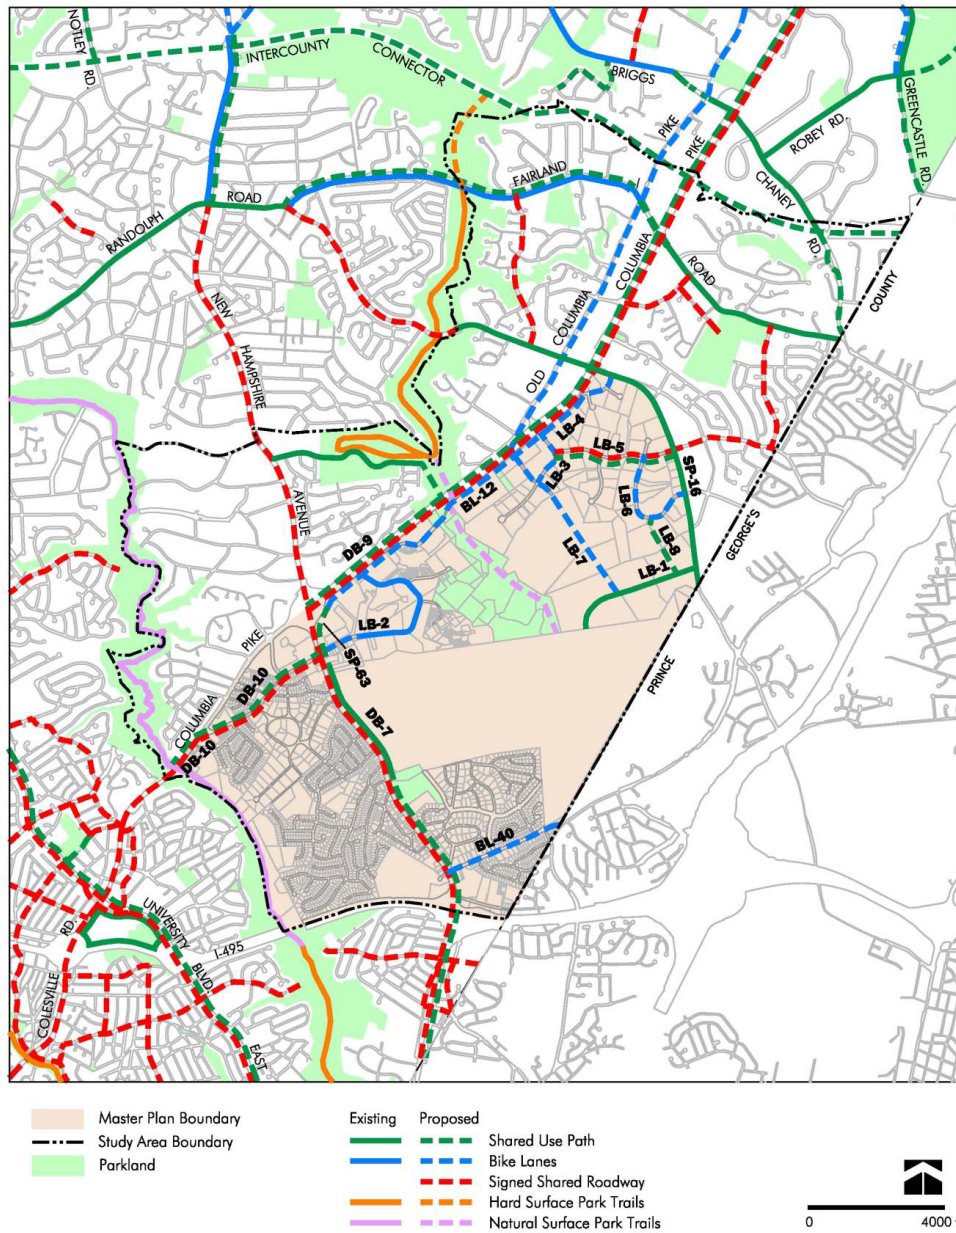 NOTLEY
RD.
INTERCOUNTY
CONNECTOR
BRIGGS
ROBEY RD.
GREENCASTLE RD.
PIKE
PIKE
CHANEY
RD.
FAIRLAND
ROAD
RANDOLPH
ROAD
COLUMBIA
COLUMBIA
OLD
COUNTY
NEW
HAMPSHIRE
AVENUE
LB-4
LB-5
LB-3
SP-16
LB-6
BL-12
DB-9
LB-7
LB-8
LB-1
GEORGE'S
PRINCE
LB-2
PIKE
SP-63
DB-10
COLUMBIA
DB-10
DB-7
BL-40
UNIVERSITY
BLVD.
EAST
I-495
RD.
COLESVILLE
Master Plan Boundary
Study Area Boundary
Parkland
Existing Proposed
Shared Use Path
Bike Lanes
Signed Shared Roadway
Hard Surface Park Trails
Natural Surface Park Trails
0 4000